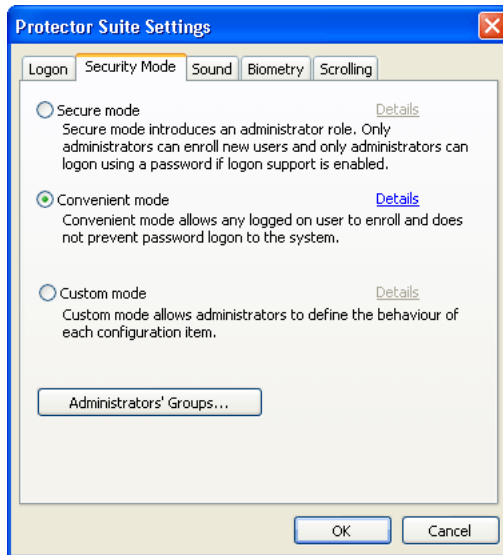 Protector Suite Settings
Logon Security Mode Sound Biometry Scrolling
Secure mode Details
Secure mode introduces an administrator role. Only
administrators can enroll new users and only administrators can
logon using a password if logon support is enabled.
Convenient mode Details
Convenient mode allows any logged on user to enroll and does
not prevent password logon to the system.
Custom mode Details
Custom mode allows administrators to define the behaviour of
each configuration item.
Administrators' Groups...
OK Cancel